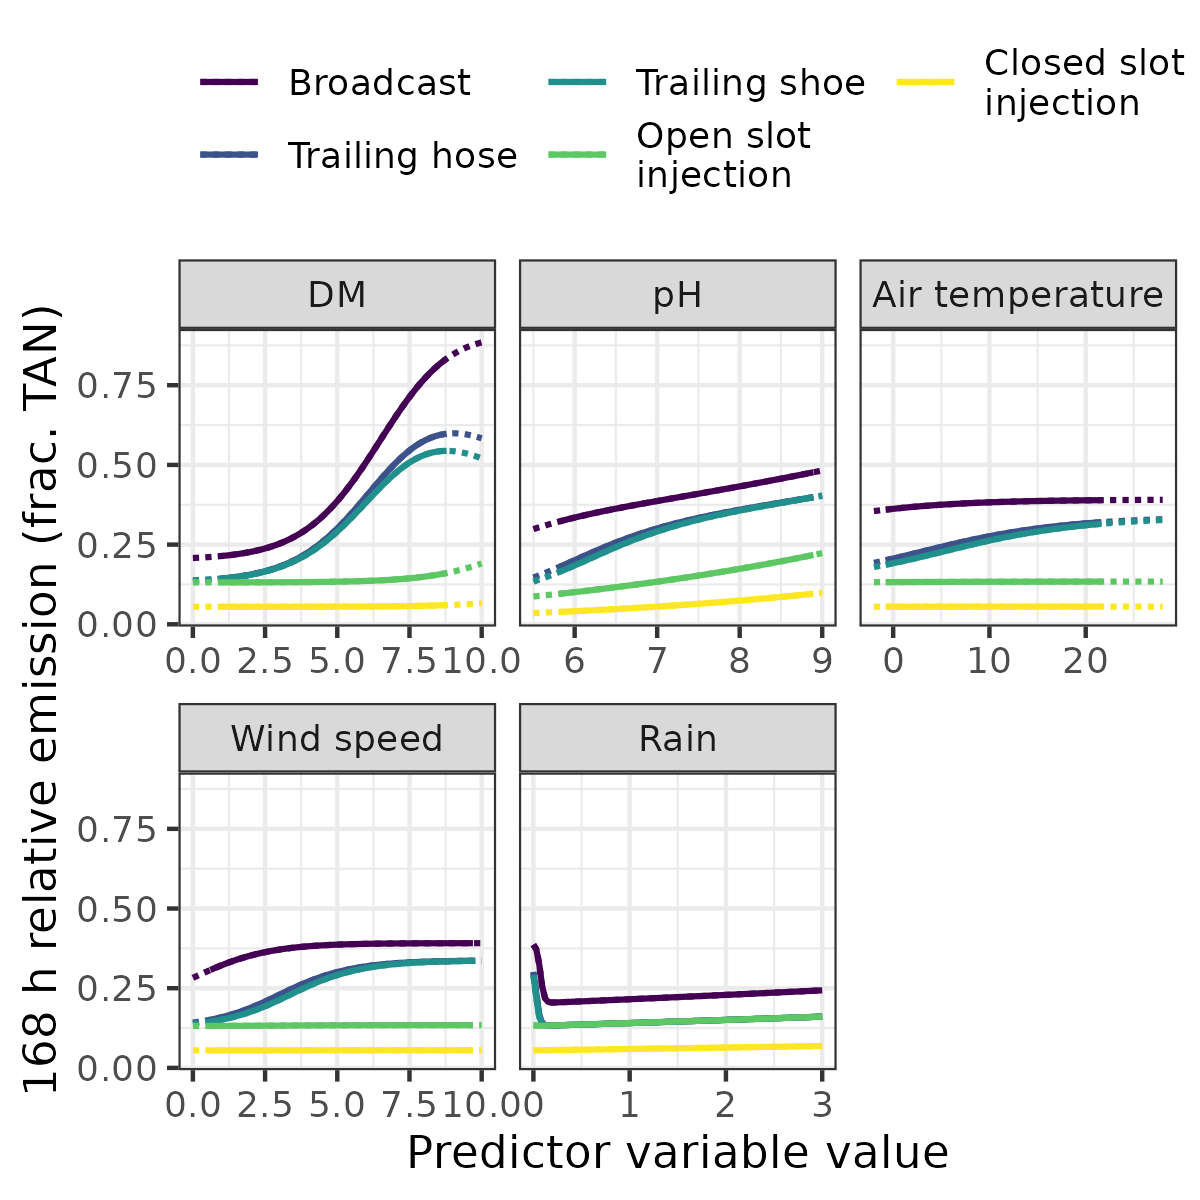 Broadcast
Trailing hose
Trailing shoe
Open slot
injection
Closed slot
injection
168 h relative emission (frac. TAN)
DM
pH
Air temperature
0.75
0.50
0.25
0.00
0.0 2.5 5.0 7.5 10.0
6 7 8 9
0 10 20
Wind speed
Rain
0.75
0.50
0.25
0.00
0.0 2.5 5.0 7.5 10.0
0 1 2 3
Predictor variable value